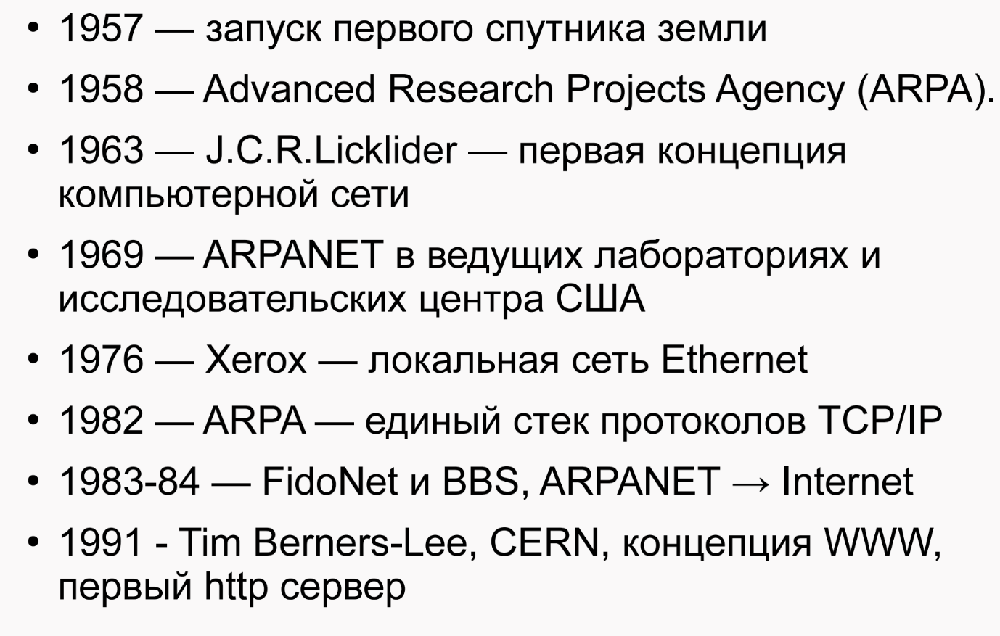 • 1957 — запуск первого спутника земли
• 1958 — Advanced Research Projects Agency (ARPA).
• 1963 — J.C.R.Licklider — первая концепция
компьютерной сети
• 1969 — ARPANET в ведущих лабораториях и
исследовательских центра США
• 1976 — Xerox — локальная сеть Ethernet
• 1982 — ARPA — единый стек протоколов TCP/IP
• 1983-84 — FidoNet и BBS, ARPANET → Internet
• 1991 - Tim Berners-Lee, CERN, концепция WWW,
первый http сервер